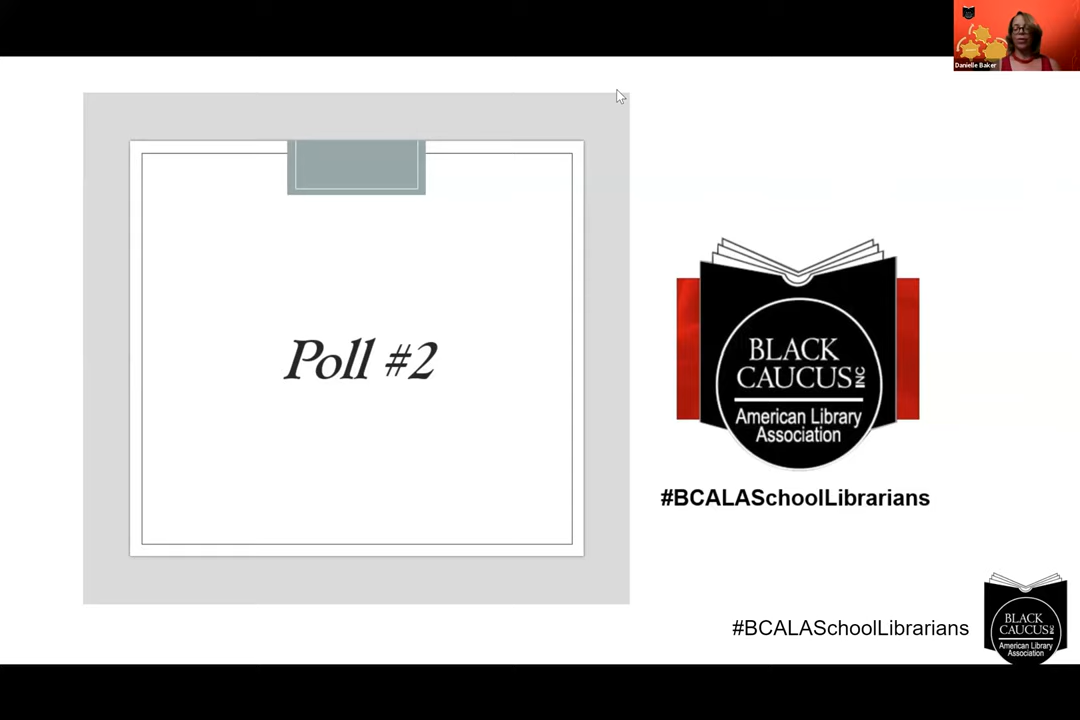 Danielle Baker
Poll #2
BLACK
CAUCUS INC
American Library
Association
#BCALASchoolLibrarians
#BCALASchoolLibrarians
BLACK
CAUCUS INC
American Library
Association